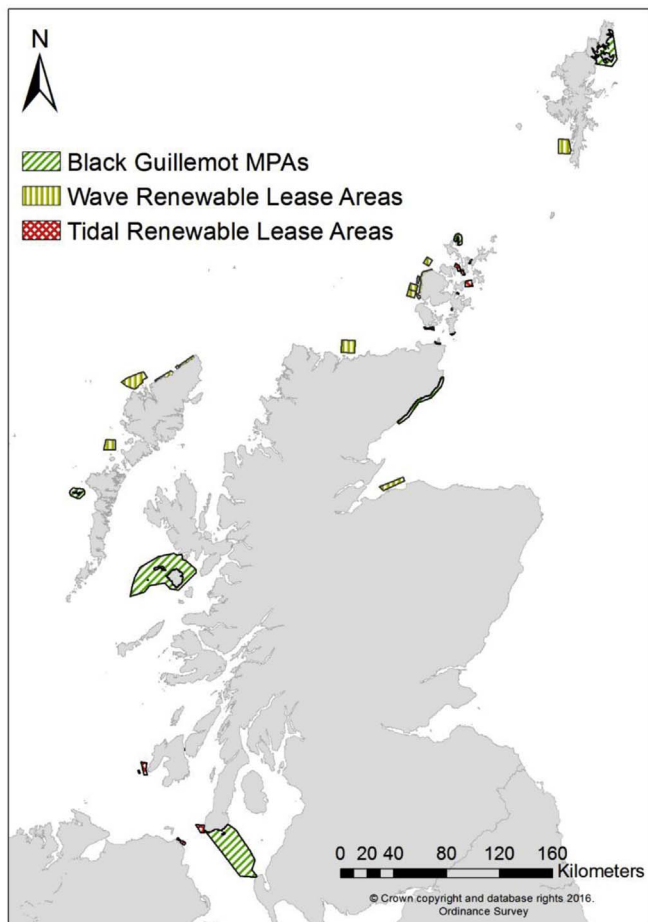 N
Black Guillemot MPAs
Wave Renewable Lease Areas
Tidal Renewable Lease Areas
0 20 40 80 120 160
Kilometers
© Crown copyright and database rights 2016.
Ordinance Survey